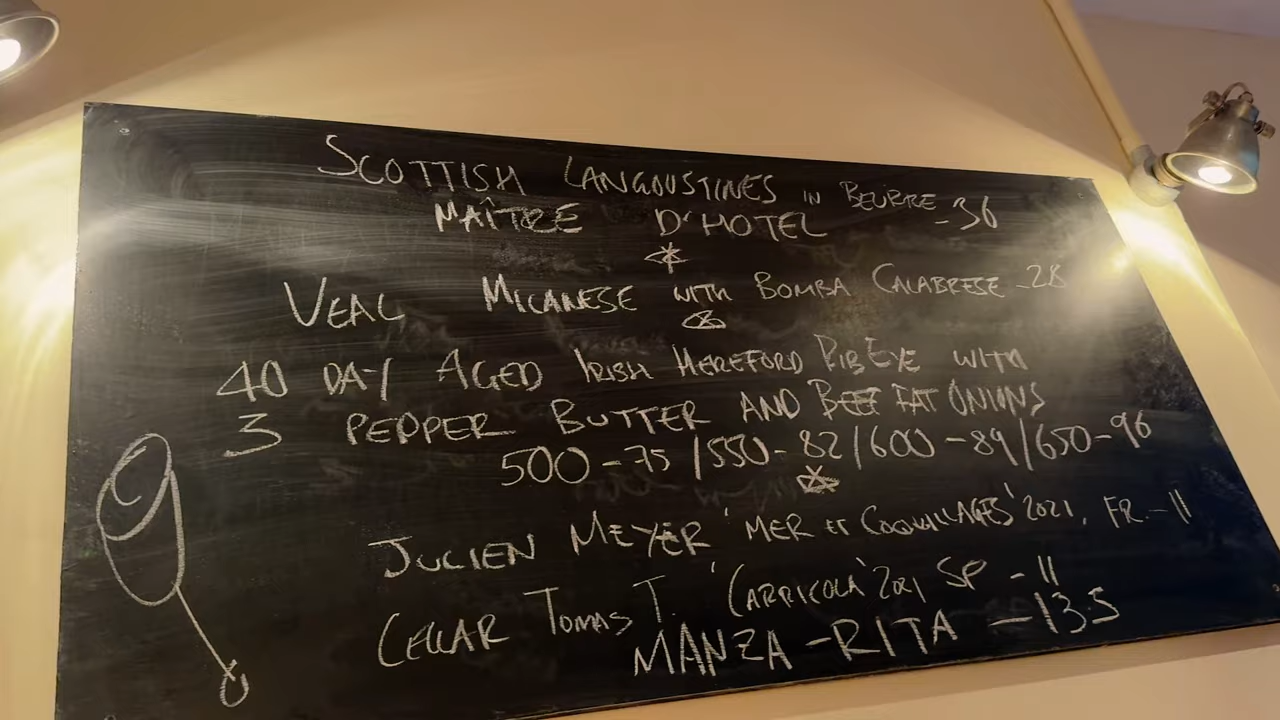 SCOTTISH LANGOUSTINES IN BEURRE
MAÎTRE D'HOTEL -36
VEAL MILANESE WITH BOMBA CALABRESE -28
40 DAY AGED IRISH HEREFORD RIB EYE WITH
3 PEPPER BUTTER AND BEEF FAT ONIONS
500-75/550-82/600-89/650-96
JULIEN MEYER 'MER ET COQUILLAGES' 2021, FR.-11
CELLAR TOMAS T. 'CARRICOLA' 2021 SP -11
MANZA-RITA -13.5